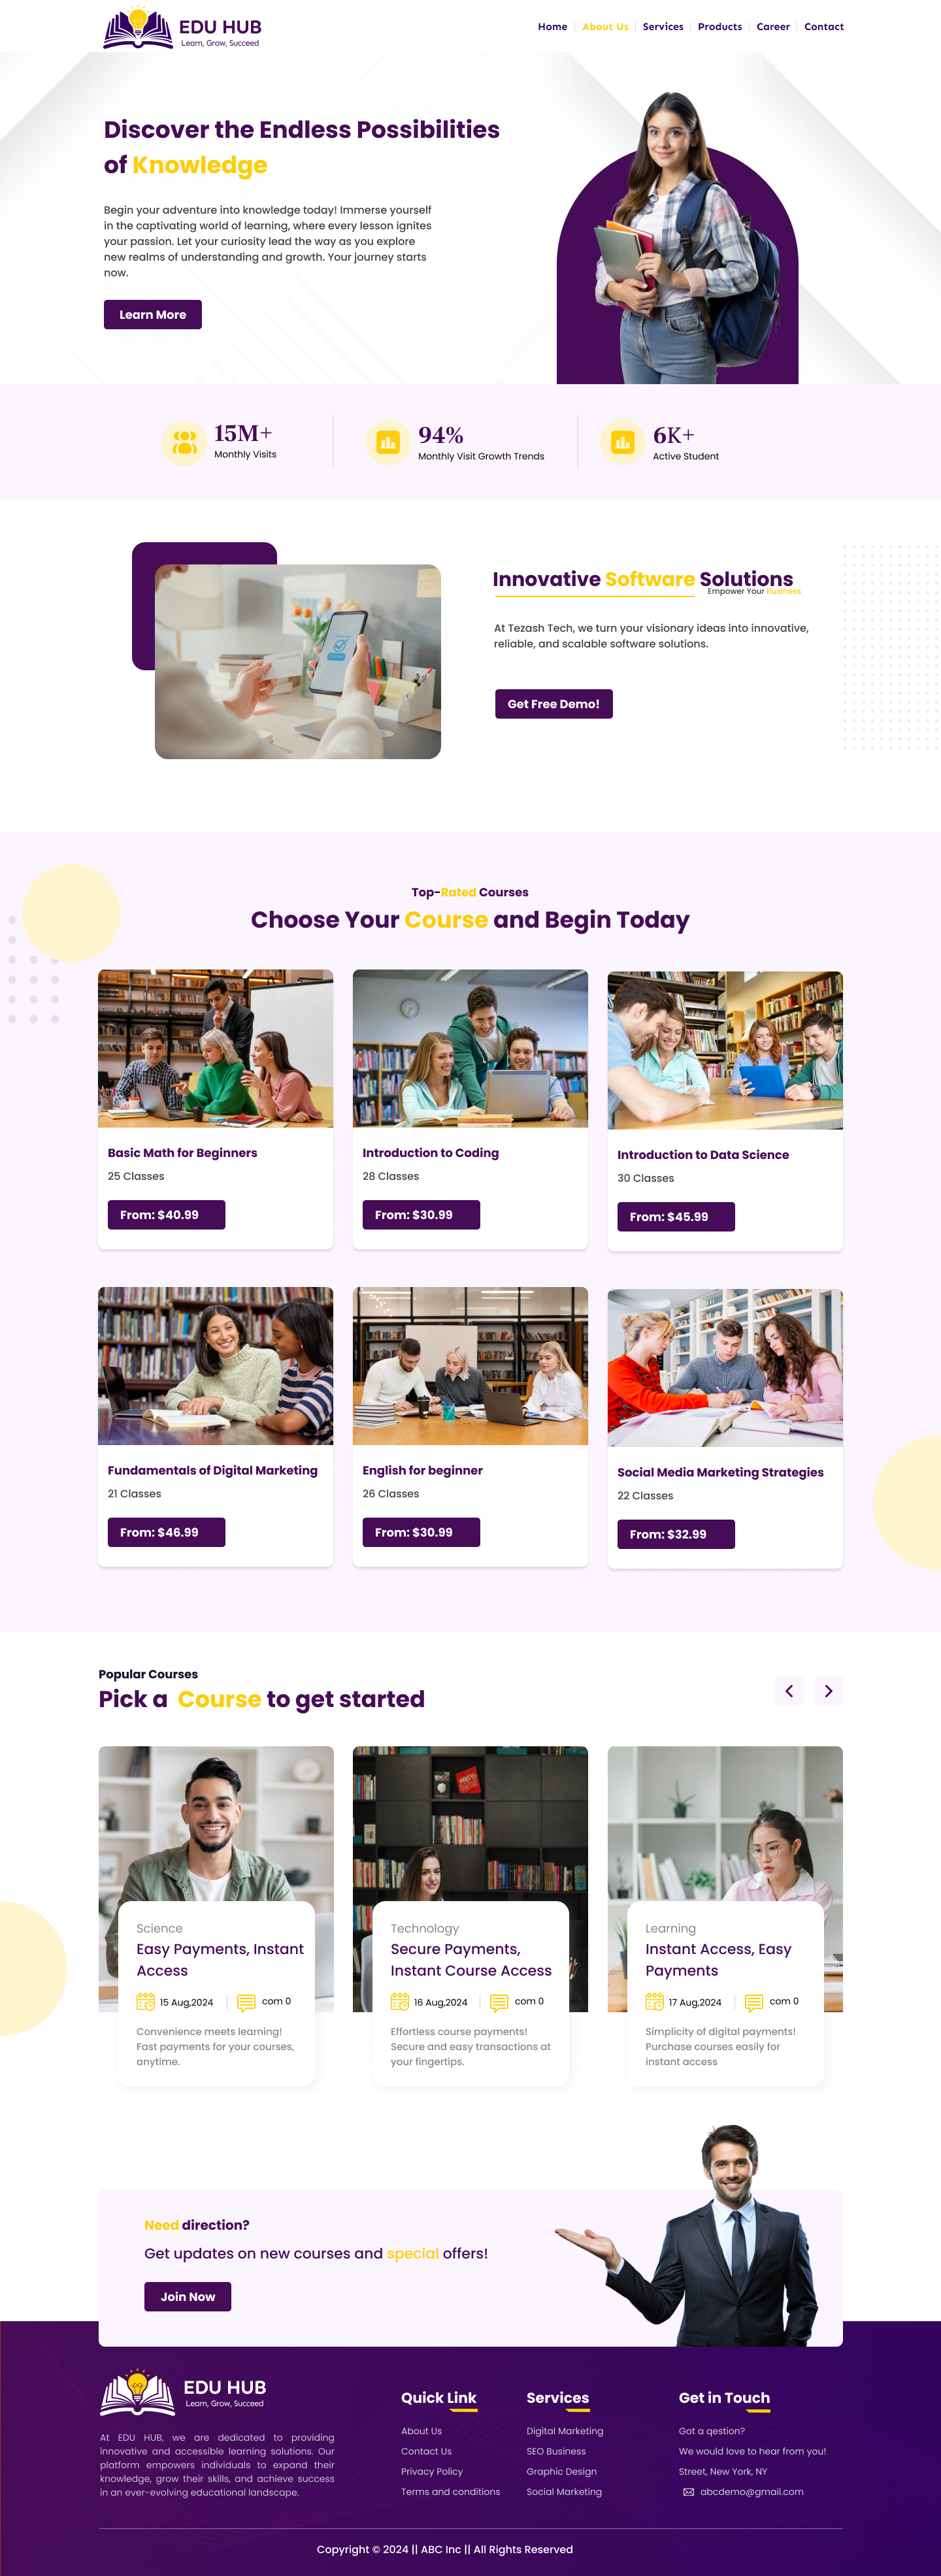 EDU HUB
Learn, Grow, Succeed
Home
About Us
Services
Products
Career
Contact
Discover the Endless Possibilities
of Knowledge
Begin your adventure into knowledge today! Immerse yourself
in the captivating world of learning, where every lesson ignites
your passion. Let your curiosity lead the way as you explore
new realms of understanding and growth. Your journey starts
now.
Learn More
15M+
Monthly Visits
94%
Monthly Visit Growth Trends
6K+
Active Student
Innovative Software Solutions
Empower Your Business
At Tezash Tech, we turn your visionary ideas into innovative,
reliable, and scalable software solutions.
Get Free Demo!
Top-Rated Courses
Choose Your Course and Begin Today
Basic Math for Beginners
25 Classes
From: $40.99
Introduction to Coding
28 Classes
From: $30.99
Introduction to Data Science
30 Classes
From: $45.99
Fundamentals of Digital Marketing
21 Classes
From: $46.99
English for beginner
26 Classes
From: $30.99
Social Media Marketing Strategies
22 Classes
From: $32.99
Popular Courses
Pick a Course to get started
Science
Easy Payments, Instant
Access
15 Aug,2024
com 0
Convenience meets learning!
Fast payments for your courses,
anytime.
Technology
Secure Payments,
Instant Course Access
16 Aug,2024
com 0
Effortless course payments!
Secure and easy transactions at
your fingertips.
Learning
Instant Access, Easy
Payments
17 Aug,2024
com 0
Simplicity of digital payments!
Purchase courses easily for
instant access
Need direction?
Get updates on new courses and special offers!
Join Now
EDU HUB
Learn, Grow, Succeed
At EDU HUB, we are dedicated to providing
innovative and accessible learning solutions. Our
platform empowers individuals to expand their
knowledge, grow their skills, and achieve success
in an ever-evolving educational landscape.
Quick Link
About Us
Contact Us
Privacy Policy
Terms and conditions
Services
Digital Marketing
SEO Business
Graphic Design
Social Marketing
Get in Touch
Got a qestion?
We would love to hear from you!
Street, New York, NY
abcdemo@gmail.com
Copyright © 2024 || ABC Inc || All Rights Reserved